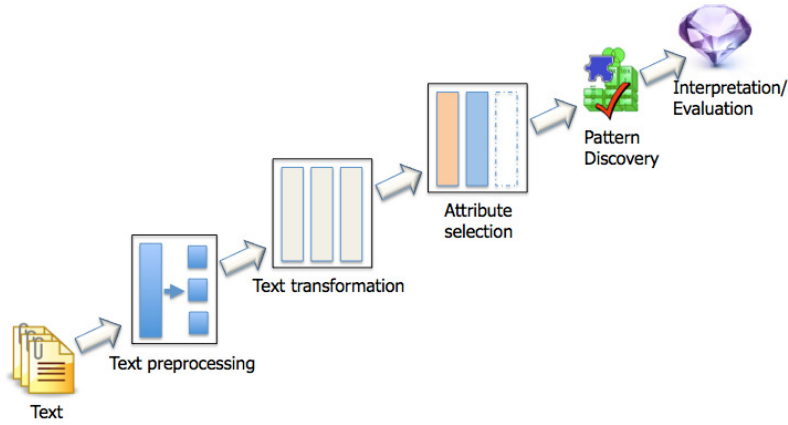 Interpretation/
Evaluation
Pattern
Discovery
Attribute
selection
Text transformation
Text preprocessing
Text